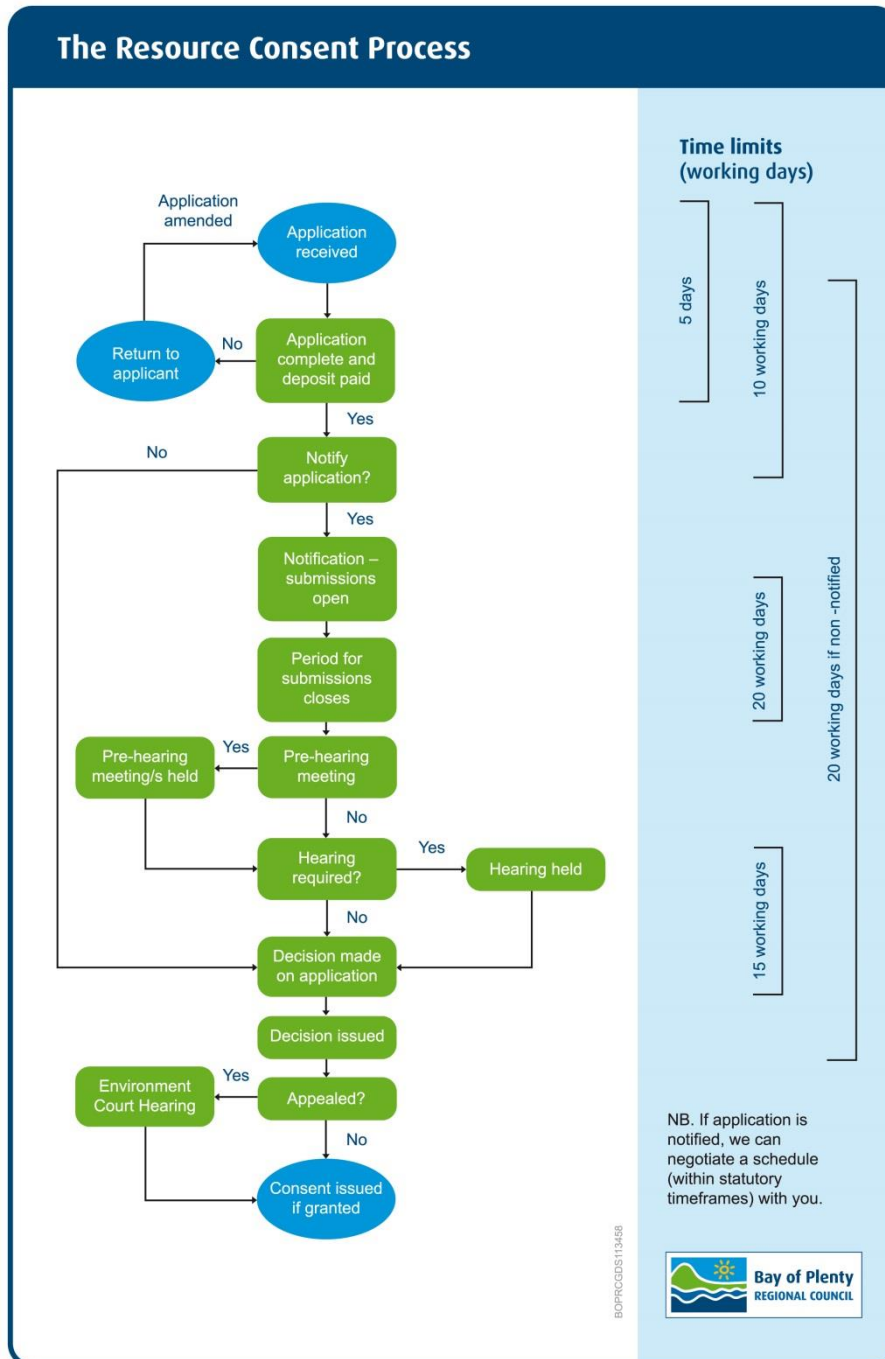 The Resource Consent Process
Application
amended
Application
received
Return to
applicant
No
Application
complete and
deposit paid
Yes
No
Notify
application?
Yes
Notification –
submissions
open
Period for
submissions
closes
Pre-hearing
meeting/s held
Yes
Pre-hearing
meeting
No
Hearing
required?
Yes
Hearing held
No
Decision made
on application
Decision issued
Environment
Court Hearing
Yes
Appealed?
No
Consent issued
if granted
BOPRCGDS113458
Time limits
(working days)
5 days
10 working days
20 working days
20 working days if non -notified
15 working days
NB. If application is
notified, we can
negotiate a schedule
(within statutory
timeframes) with you.
Bay of Plenty
REGIONAL COUNCIL